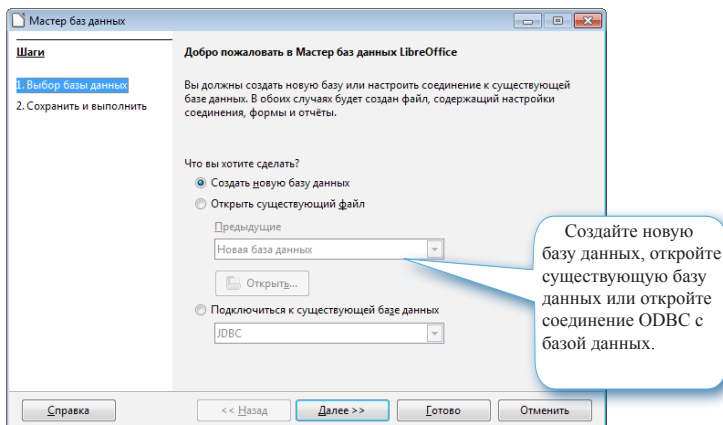 Мастер баз данных
Шаги
1. Выбор базы данных
2. Сохранить и выполнить
Добро пожаловать в Мастер баз данных LibreOffice
Вы должны создать новую базу или настроить соединение к существующей
базе данных. В обоих случаях будет создан файл, содержащий настройки
соединения, формы и отчёты.
Что вы хотите сделать?
Создать новую базу данных
Открыть существующий файл
Предыдущие
Новая база данных
Открыть...
Подключиться к существующей базе данных
JDBC
Создайте новую
базу данных, откройте
существующую базу
данных или откройте
соединение ODBC с
базой данных.
Справка
<< Назад
Далее >>
Готово
Отменить